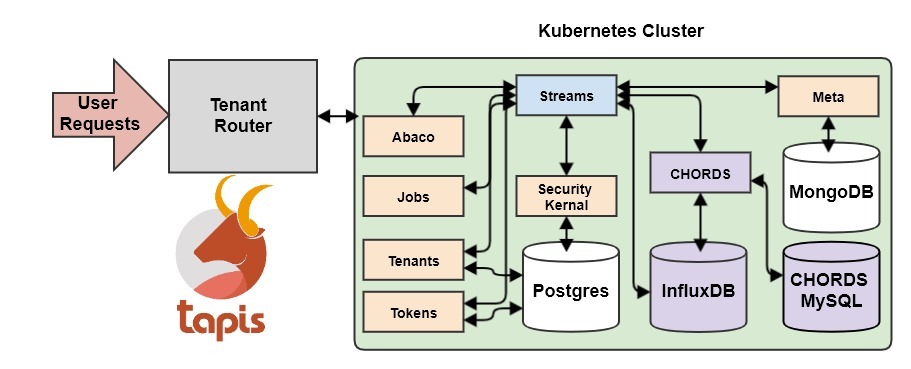 Kubernetes Cluster
User
Requests
Tenant
Router
Streams
Meta
Abaco
CHORDS
MongoDB
Jobs
Security
Kernal
Tenants
Postgres
InfluxDB
CHORDS
MySQL
Tokens
tapis